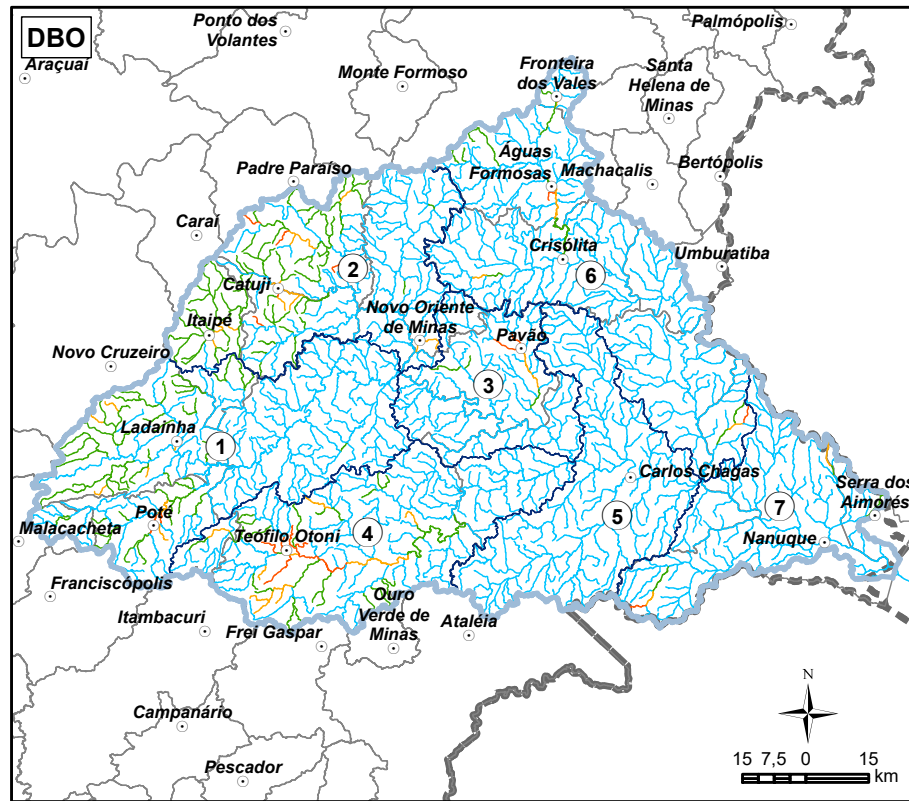 DBO
Ponto dos
Volantes
Palmópolis
Araçuaí
Monte Formoso
Fronteira
dos Vales
Santa
Helena de
Minas
Padre Paraíso
Águas
Formosas
Machacalis
Bertópolis
Caraí
Crisólita
Umburatiba
2
6
Catuji
Itaipé
Novo Oriente
de Minas
Pavão
Novo Cruzeiro
3
Ladainha
1
Carlos Chagas
Serra dos
Aimorés
Malacacheta
Poté
4
5
7
Teófilo Otoni
Nanuque
Franciscópolis
Ouro
Verde de
Minas
Itambacuri
Frei Gaspar
Ataléia
N
Campanário
Pescador
15 7,5 0 15
km